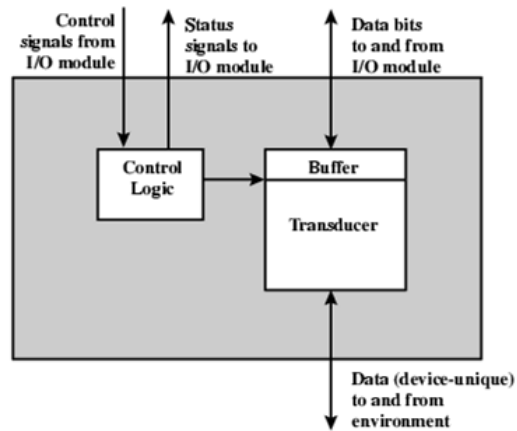 Control
signals from
I/O module
Status
signals to
I/O module
Data bits
to and from
I/O module
Control
Logic
Buffer
Transducer
Data (device-unique)
to and from
environment